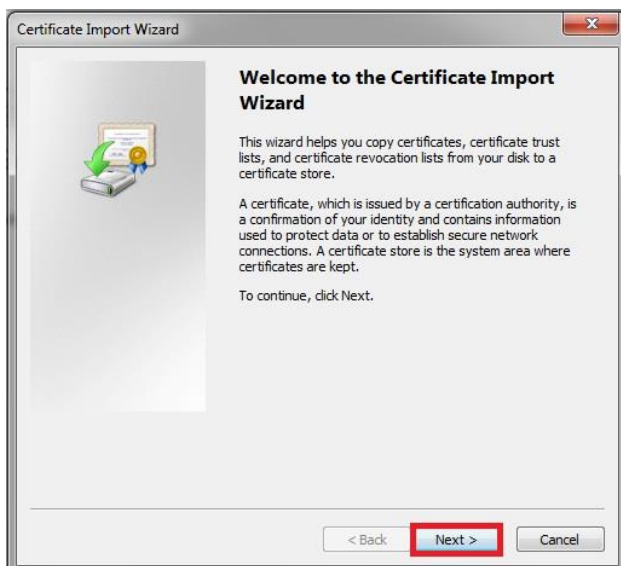 Certificate Import Wizard
Welcome to the Certificate Import
Wizard
This wizard helps you copy certificates, certificate trust
lists, and certificate revocation lists from your disk to a
certificate store.
A certificate, which is issued by a certification authority, is
a confirmation of your identity and contains information
used to protect data or to establish secure network
connections. A certificate store is the system area where
certificates are kept.
To continue, click Next.
< Back Next > Cancel